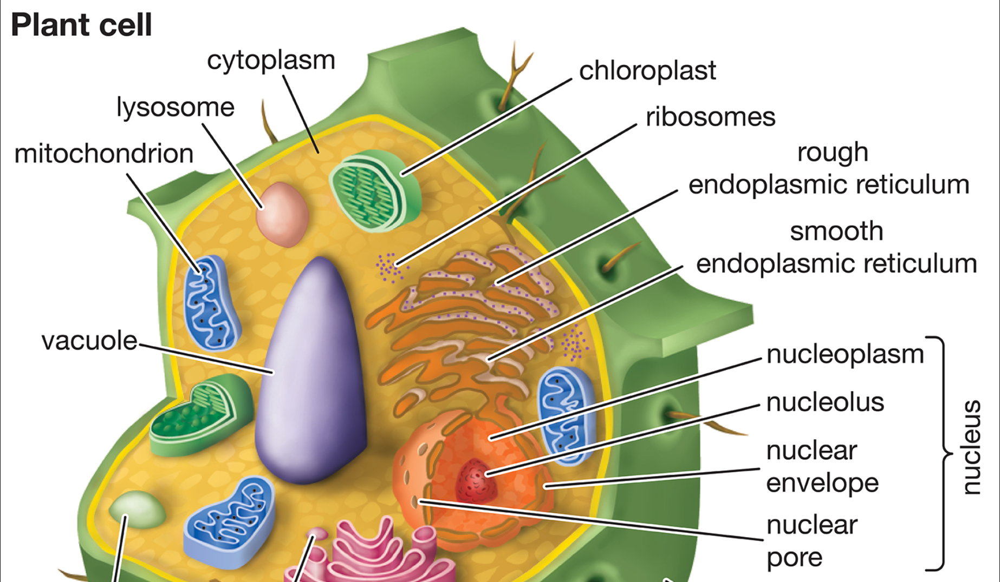 Plant cell
cytoplasm
lysosome
mitochondrion
vacuole
chloroplast
ribosomes
rough
endoplasmic reticulum
smooth
endoplasmic reticulum
nucleoplasm
nucleolus
nuclear
envelope
nuclear
pore
nucleus